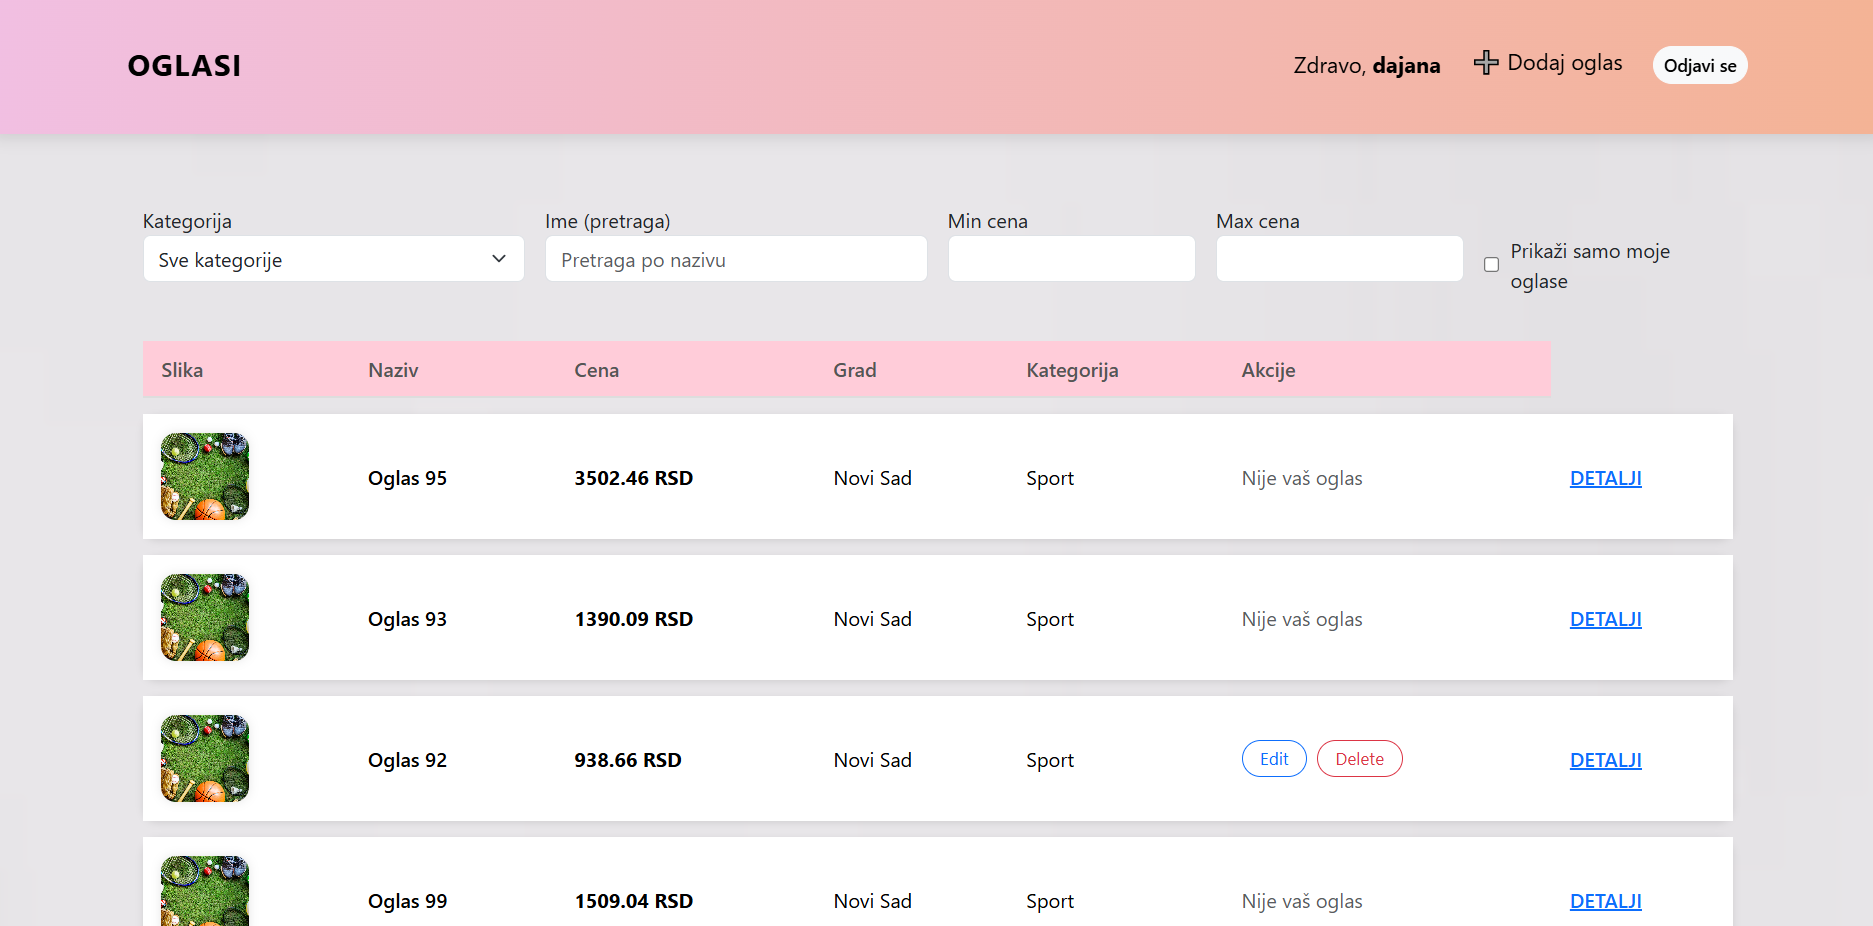 OGLASI
Zdravo, dajana
Dodaj oglas
Odjavi se
Kategorija
Ime (pretraga)
Min cena
Max cena
Sve kategorije
Pretraga po nazivu
Prikaži samo moje
oglase
Slika Naziv Cena Grad Kategorija Akcije
Oglas 95 3502.46 RSD Novi Sad Sport Nije vaš oglas DETALJI
Oglas 93 1390.09 RSD Novi Sad Sport Nije vaš oglas DETALJI
Oglas 92 938.66 RSD Novi Sad Sport Edit Delete DETALJI
Oglas 99 1509.04 RSD Novi Sad Sport Nije vaš oglas DETALJI